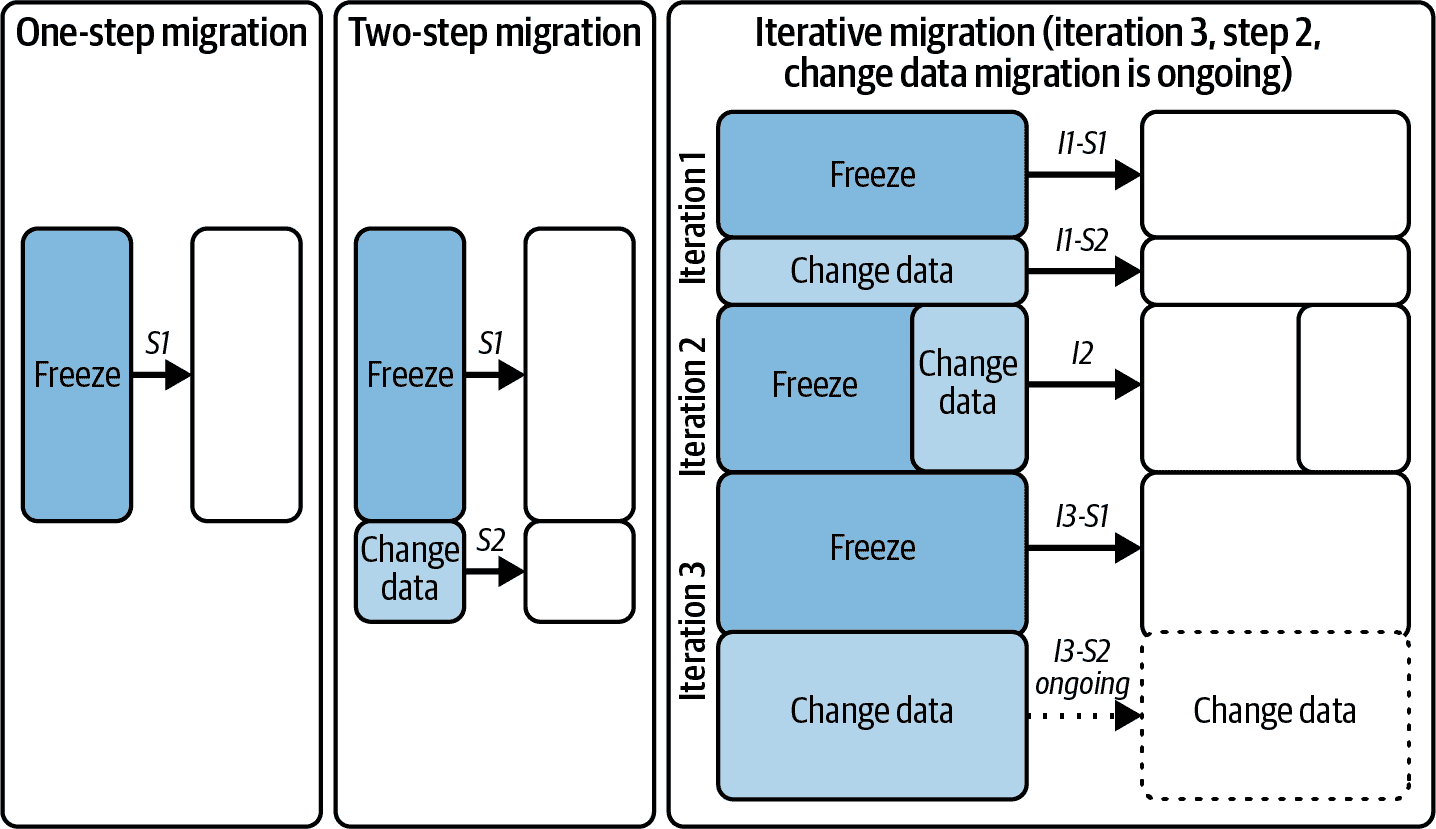 One-step migration
Freeze
S1
Two-step migration
Freeze
S1
Change
data
S2
Iterative migration (iteration 3, step 2,
change data migration is ongoing)
Iteration 1
Freeze
I1-S1
Change data
I1-S2
Iteration 2
Freeze
Change
data
I2
Iteration 3
Freeze
I3-S1
Change data
I3-S2
ongoing
Change data